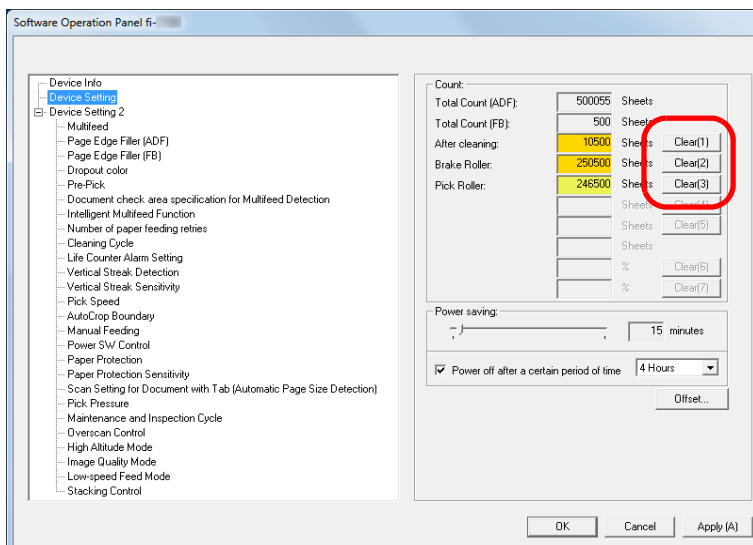 Software Operation Panel fi-
Device Info
Device Setting
Device Setting 2
Multifeed
Page Edge Filler (ADF)
Page Edge Filler (FB)
Dropout color
Pre-Pick
Document check area specification for Multifeed Detection
Intelligent Multifeed Function
Number of paper feeding retries
Cleaning Cycle
Life Counter Alarm Setting
Vertical Streak Detection
Vertical Streak Sensitivity
Pick Speed
AutoCrop Boundary
Manual Feeding
Power SW Control
Paper Protection
Paper Protection Sensitivity
Scan Setting for Document with Tab (Automatic Page Size Detection)
Pick Pressure
Maintenance and Inspection Cycle
Overscan Control
High Altitude Mode
Image Quality Mode
Low-speed Feed Mode
Stacking Control
Count:
Total Count (ADF): 500055 Sheets
Total Count (FB): 500 Sheets
After cleaning: 10500 Sheets Clear(1)
Brake Roller: 250500 Sheets Clear(2)
Pick Roller: 246500 Sheets Clear(3)
Sheets Clear(4)
Sheets Clear(5)
Sheets
% Clear(6)
% Clear(7)
Power saving:
15 minutes
Power off after a certain period of time 4 Hours
Offset...
OK Cancel Apply (A)